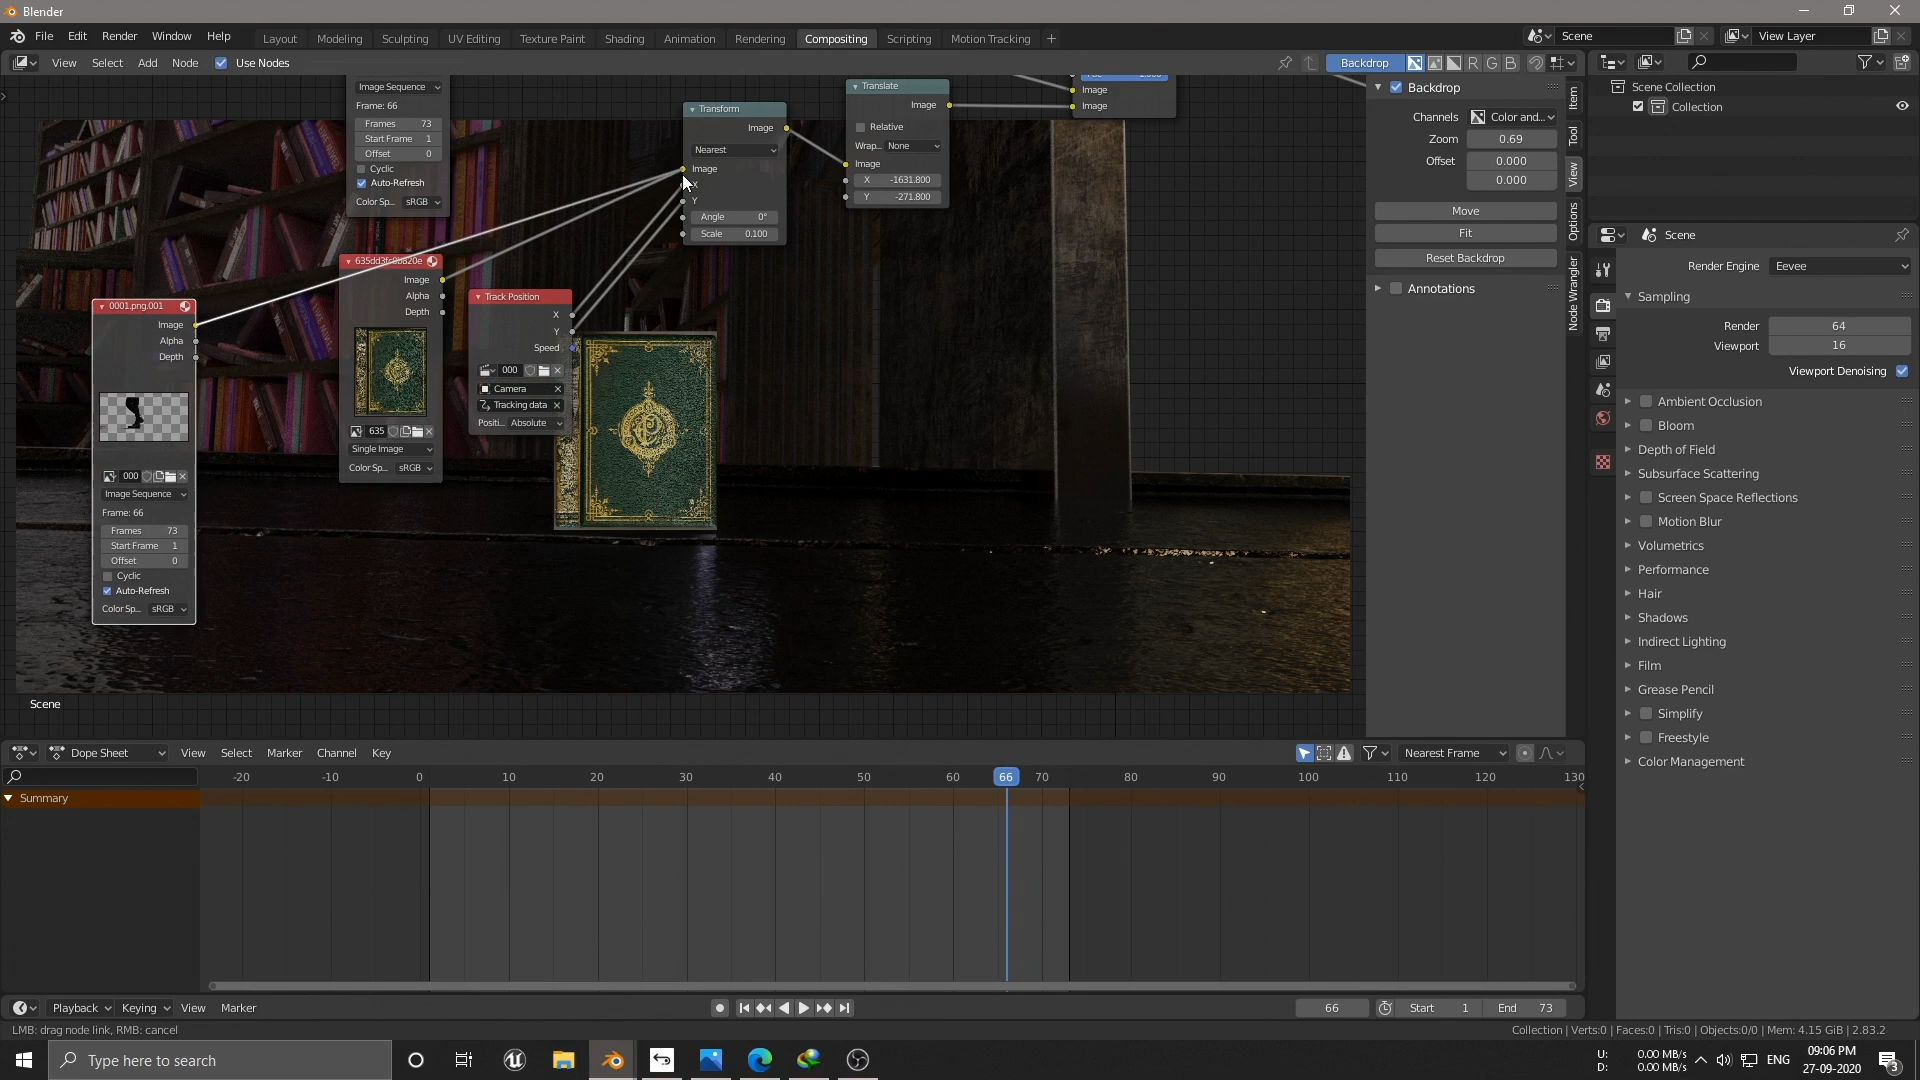 Blender
File Edit Render Window Help
Layout Modeling Sculpting UV Editing Texture Paint Shading Animation Rendering Compositing Scripting Motion Tracking +
Scene
View Layer
View Select Add Node Use Nodes
Backdrop
R G B
Image Sequence
Frame: 66
Frames 73
Start Frame 1
Offset 0
Cyclic
Auto-Refresh
Color Sp... sRGB
Transform
Image
Nearest
Image
X
Y
Angle 0°
Scale 0.100
Translate
Image
Relative
Wrap... None
Image
X -1631.800
Y -271.800
Image
Image
0001.png.001
Image
Alpha
Depth
000
Image Sequence
Frame: 66
Frames 73
Start Frame 1
Offset 0
Cyclic
Auto-Refresh
Color Sp... sRGB
Image
Alpha
Depth
635
Single Image
Color Sp... sRGB
Track Position
X
Y
Speed
000
Camera
Tracking data
Positi... Absolute
Scene
Backdrop
Channels Color and...
Zoom 0.69
Offset 0.000
0.000
Move
Fit
Reset Backdrop
Annotations
Item
Tool
View
Options
Node Wrangler
Scene Collection
Collection
Scene
Render Engine Eevee
Sampling
Render 64
Viewport 16
Viewport Denoising
Ambient Occlusion
Bloom
Depth of Field
Subsurface Scattering
Screen Space Reflections
Motion Blur
Volumetrics
Performance
Hair
Shadows
Indirect Lighting
Film
Grease Pencil
Simplify
Freestyle
Color Management
Dope Sheet View Select Marker Channel Key
Nearest Frame
-20 -10 0 10 20 30 40 50 60 66 70 80 90 100 110 120 130
Summary
Playback Keying View Marker
66 Start 1 End 73
LMB: drag node link, RMB: cancel
Collection | Verts:0 | Faces:0 | Tris:0 | Objects:0/0 | Mem: 4.15 GiB | 2.83.2
Type here to search
U: 0.00 MB/s
D: 0.00 MB/s
ENG
09:06 PM
27-09-2020
3